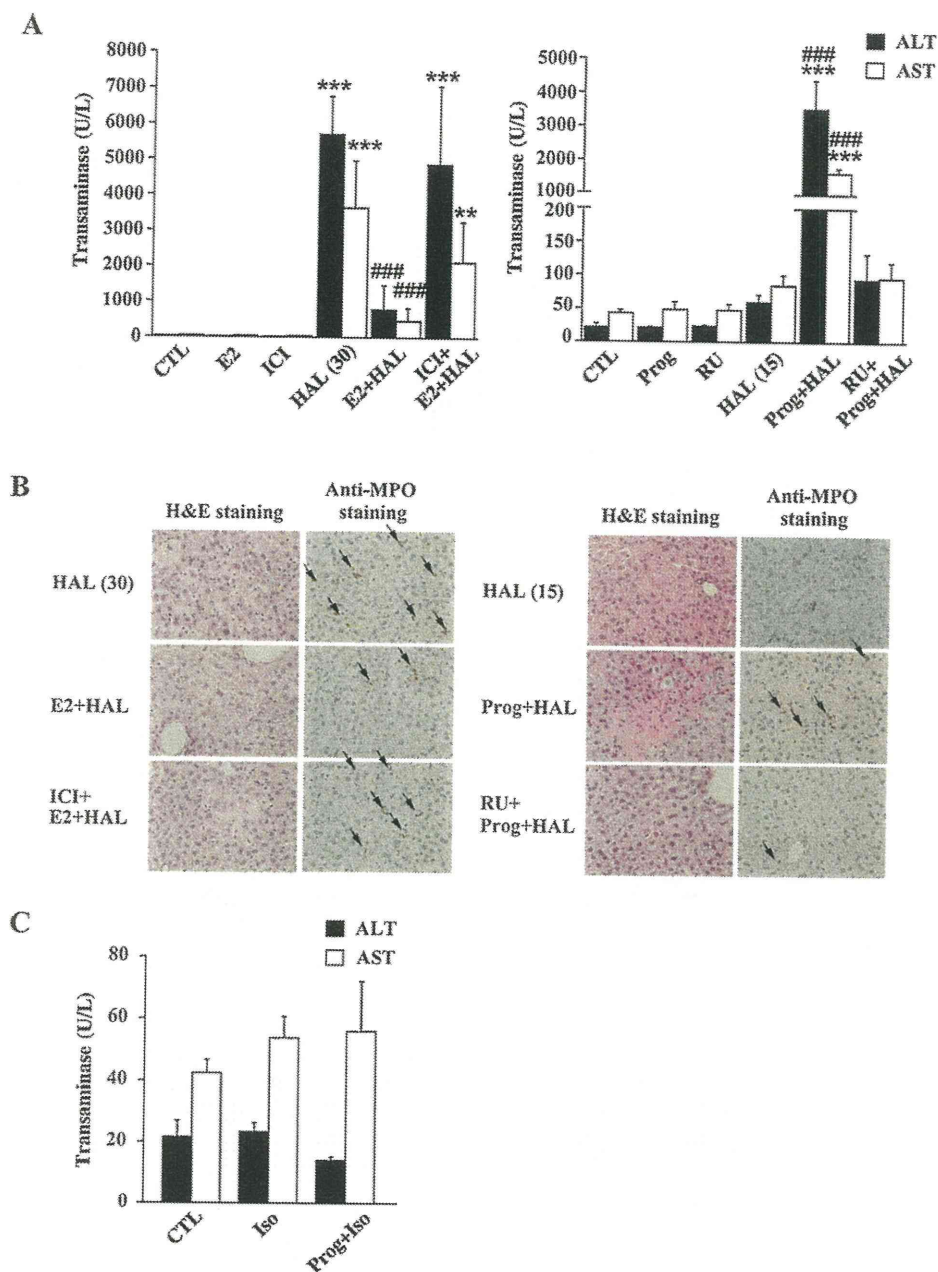 A
Transaminase (U/L)
8000
7000
6000
5000
4000
3000
2000
1000
0
***
***
###
###
***
**
CTL
E2
ICI
HAL (30)
E2+HAL
ICI+
E2+HAL
ALT
AST
Transaminase (U/L)
5000
4000
3000
2000
1000
200
150
100
50
0
###
***
###
***
CTL
Prog
RU
HAL (15)
Prog+HAL
RU+
Prog+HAL
B
H&E staining
Anti-MPO
staining
HAL (30)
E2+HAL
ICI+
E2+HAL
H&E staining
Anti-MPO
staining
HAL (15)
Prog+HAL
RU+
Prog+HAL
C
ALT
AST
Transaminase (U/L)
80
60
40
20
0
CTL
Iso
Prog+Iso